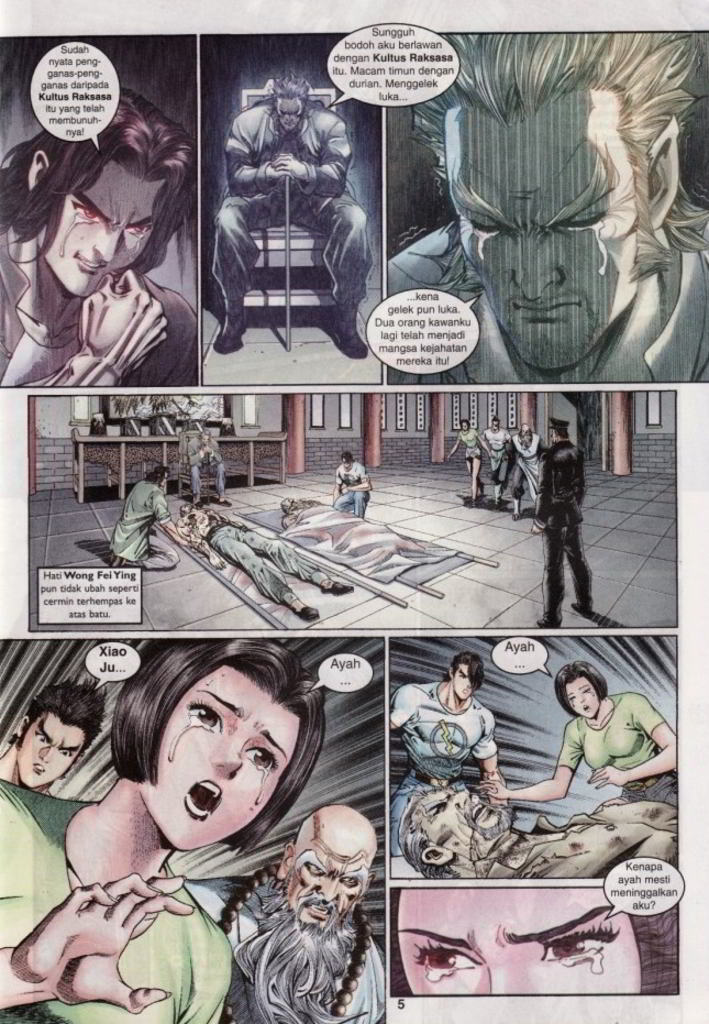 Sudah
nyata peng-
ganas-peng-
ganas daripada
Kultus Raksasa
itu yang telah
membunuh-
nya!
Sungguh
bodoh aku berlawan
dengan Kultus Raksasa
itu. Macam timun dengan
durian. Menggelek
luka...
...kena
gelek pun luka.
Dua orang kawanku
lagi telah menjadi
mangsa kejahatan
mereka itu!
Hati Wong Fei Ying
pun tidak ubah seperti
cermin terhempas ke
atas batu.
Xiao
Ju...
Ayah
...
Ayah
...
Kenapa
ayah mesti
meninggalkan
aku?
5